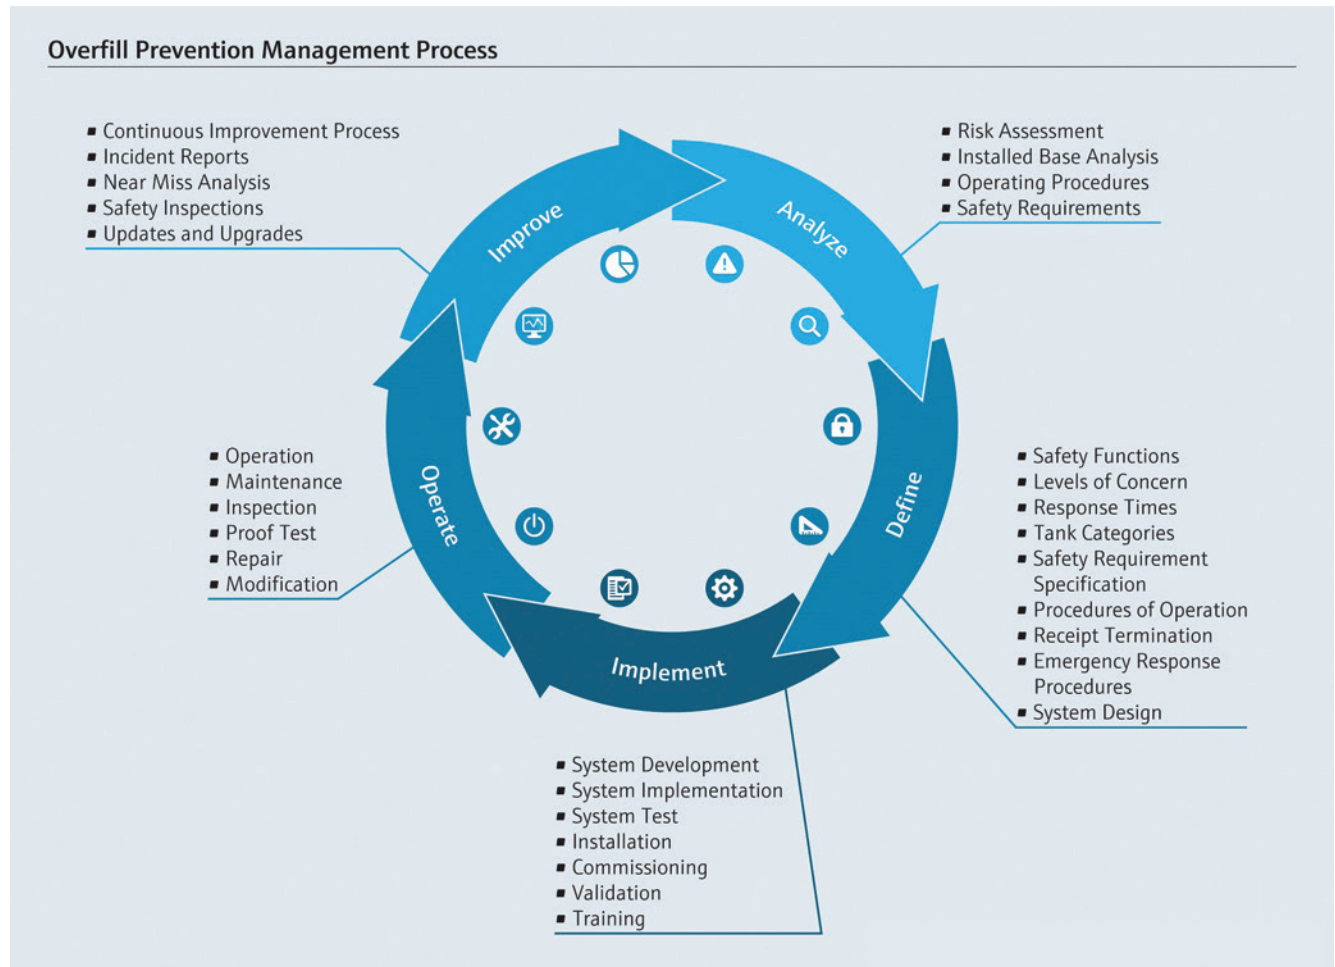 Overfill Prevention Management Process
Continuous Improvement Process
Incident Reports
Near Miss Analysis
Safety Inspections
Updates and Upgrades
Risk Assessment
Installed Base Analysis
Operating Procedures
Safety Requirements
Improve
Analyze
Operation
Maintenance
Inspection
Proof Test
Repair
Modification
Operate
Define
Safety Functions
Levels of Concern
Response Times
Tank Categories
Safety Requirement
Specification
Procedures of Operation
Receipt Termination
Emergency Response
Procedures
System Design
Implement
System Development
System Implementation
System Test
Installation
Commissioning
Validation
Training